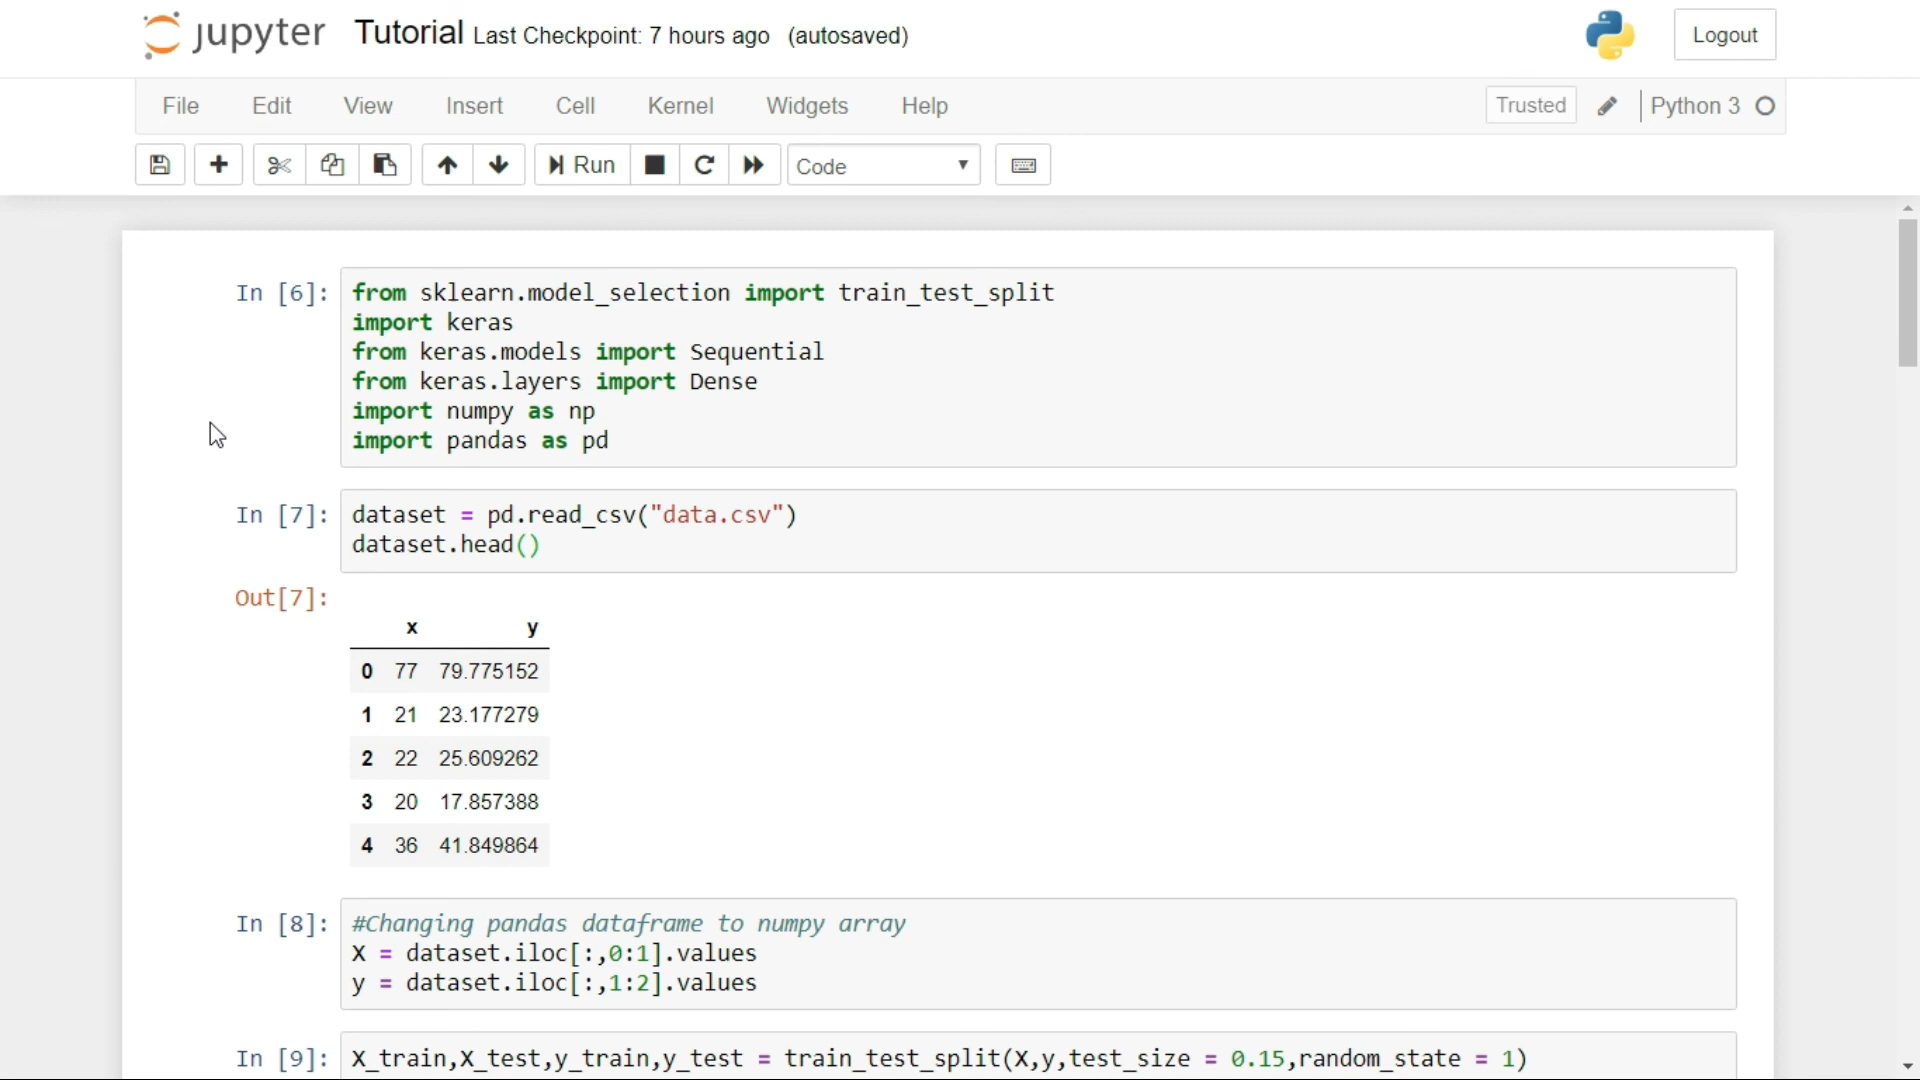 jupyter Tutorial Last Checkpoint: 7 hours ago (autosaved) Logout
File Edit View Insert Cell Kernel Widgets Help Trusted Python 3
Run Code
In [6]: from sklearn.model_selection import train_test_split
import keras
from keras.models import Sequential
from keras.layers import Dense
import numpy as np
import pandas as pd
In [7]: dataset = pd.read_csv("data.csv")
dataset.head()
Out[7]:
x y
0 77 79.775152
1 21 23.177279
2 22 25.609262
3 20 17.857388
4 36 41.849864
In [8]: #Changing pandas dataframe to numpy array
X = dataset.iloc[:,0:1].values
y = dataset.iloc[:,1:2].values
In [9]: X_train,X_test,y_train,y_test = train_test_split(X,y,test_size = 0.15,random_state = 1)